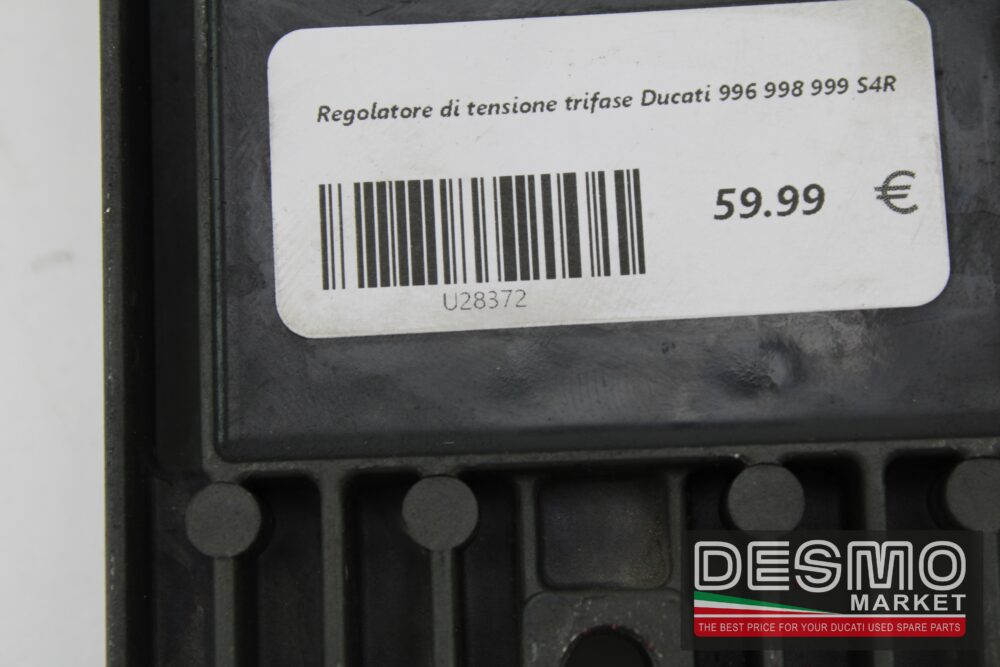 Regolatore di tensione trifase Ducati 996 998 999 S4R
59.99 €
U28372
DESMO
MARKET
THE BEST PRICE FOR YOUR DUCATI USED SPARE PARTS